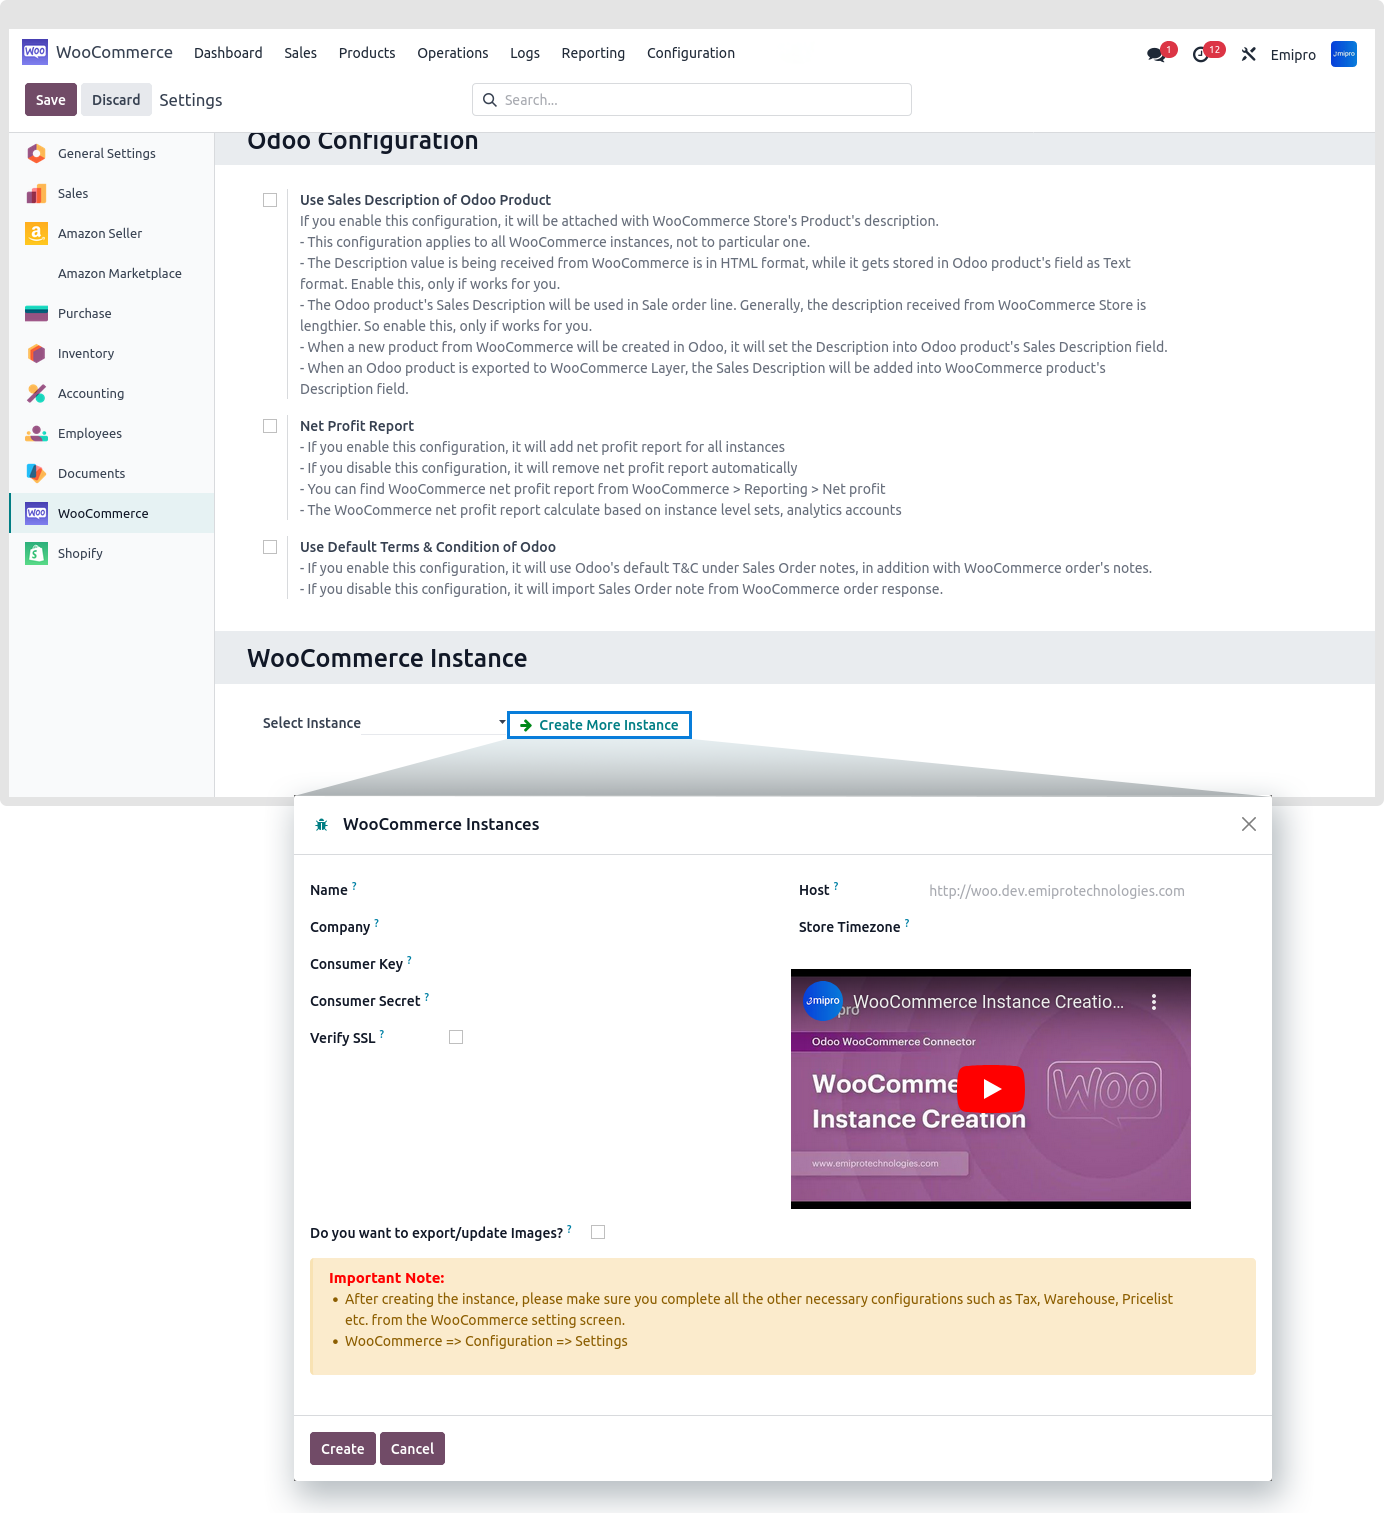 WooCommerce Dashboard Sales Products Operations Logs Reporting Configuration 1 12 Emipro
Save Discard Settings Search...
General Settings
Sales
Amazon Seller
Amazon Marketplace
Purchase
Inventory
Accounting
Employees
Documents
WooCommerce
Shopify
Odoo Configuration
Use Sales Description of Odoo Product
If you enable this configuration, it will be attached with WooCommerce Store's Product's description.
- This configuration applies to all WooCommerce instances, not to particular one.
- The Description value is being received from WooCommerce is in HTML format, while it gets stored in Odoo product's field as Text
format. Enable this, only if works for you.
- The Odoo product's Sales Description will be used in Sale order line. Generally, the description received from WooCommerce Store is
lengthier. So enable this, only if works for you.
- When a new product from WooCommerce will be created in Odoo, it will set the Description into Odoo product's Sales Description field.
- When an Odoo product is exported to WooCommerce Layer, the Sales Description will be added into WooCommerce product's
Description field.
Net Profit Report
- If you enable this configuration, it will add net profit report for all instances
- If you disable this configuration, it will remove net profit report automatically
- You can find WooCommerce net profit report from WooCommerce > Reporting > Net profit
- The WooCommerce net profit report calculate based on instance level sets, analytics accounts
Use Default Terms & Condition of Odoo
- If you enable this configuration, it will use Odoo's default T&C under Sales Order notes, in addition with WooCommerce order's notes.
- If you disable this configuration, it will import Sales Order note from WooCommerce order response.
WooCommerce Instance
Select Instance Create More Instance
WooCommerce Instances
Name ? Host ? http://woo.dev.emiprotechnologies.com
Company ? Store Timezone ?
Consumer Key ?
Consumer Secret ?
Verify SSL ?
emipro WooCommerce Instance Creatio...
Odoo WooCommerce Connector
WooComme
Instance Creation
Woo
www.emiprotechnologies.com
Do you want to export/update Images? ?
Important Note:
• After creating the instance, please make sure you complete all the other necessary configurations such as Tax, Warehouse, Pricelist
etc. from the WooCommerce setting screen.
• WooCommerce => Configuration => Settings
Create Cancel